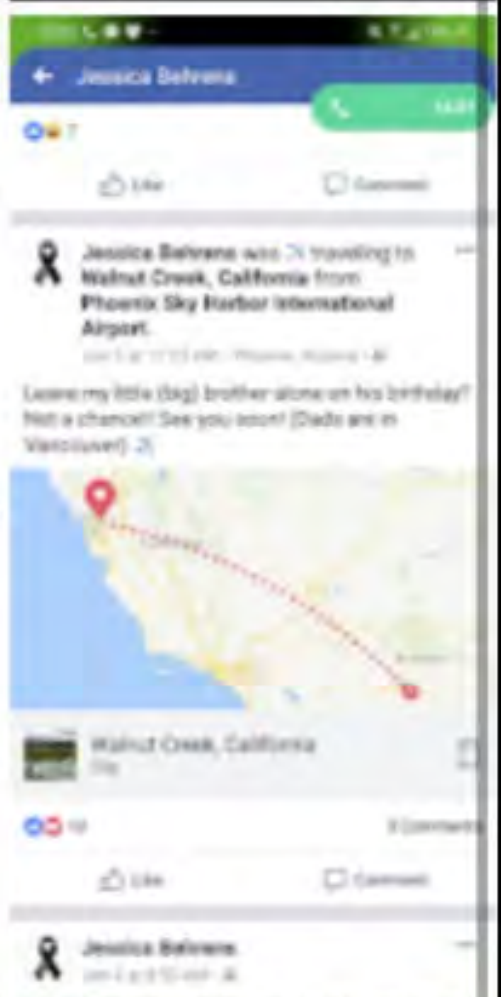 Jessica Behrens
7
Like Comment
Jessica Behrens was traveling to
Walnut Creek, California from
Phoenix Sky Harbor International
Airport.
Phoenix, Arizona
Leave my little (big) brother alone on his birthday?
Not a chance!! See you soon! (Dads are in
Vancouver)
Walnut Creek, California
City
3 Comments
Like Comment
Jessica Behrens